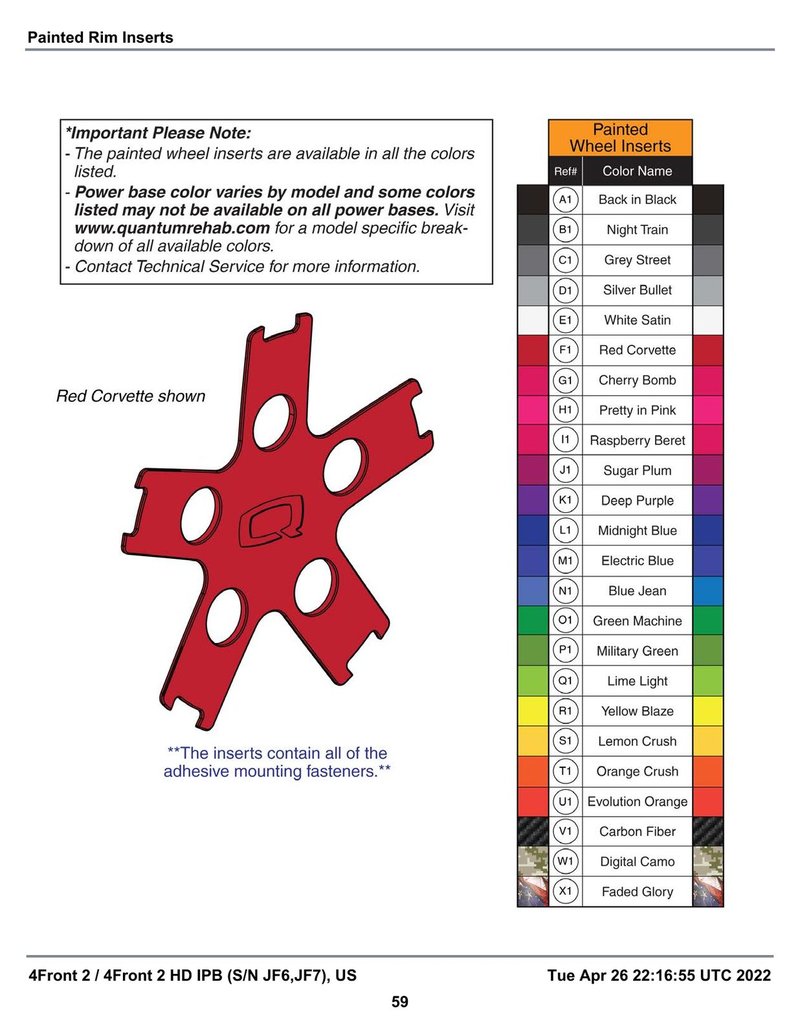 Painted Rim Inserts
*Important Please Note:
- The painted wheel inserts are available in all the colors
listed.
- Power base color varies by model and some colors
listed may not be available on all power bases. Visit
www.quantumrehab.com for a model specific break-
down of all available colors.
- Contact Technical Service for more information.
Red Corvette shown
Q
**The inserts contain all of the
adhesive mounting fasteners.**
Painted
Wheel Inserts
Ref# Color Name
A1 Back in Black
B1 Night Train
C1 Grey Street
D1 Silver Bullet
E1 White Satin
F1 Red Corvette
G1 Cherry Bomb
H1 Pretty in Pink
I1 Raspberry Beret
J1 Sugar Plum
K1 Deep Purple
L1 Midnight Blue
M1 Electric Blue
N1 Blue Jean
O1 Green Machine
P1 Military Green
Q1 Lime Light
R1 Yellow Blaze
S1 Lemon Crush
T1 Orange Crush
U1 Evolution Orange
V1 Carbon Fiber
W1 Digital Camo
X1 Faded Glory
4Front 2 / 4Front 2 HD IPB (S/N JF6,JF7), US
Tue Apr 26 22:16:55 UTC 2022
59